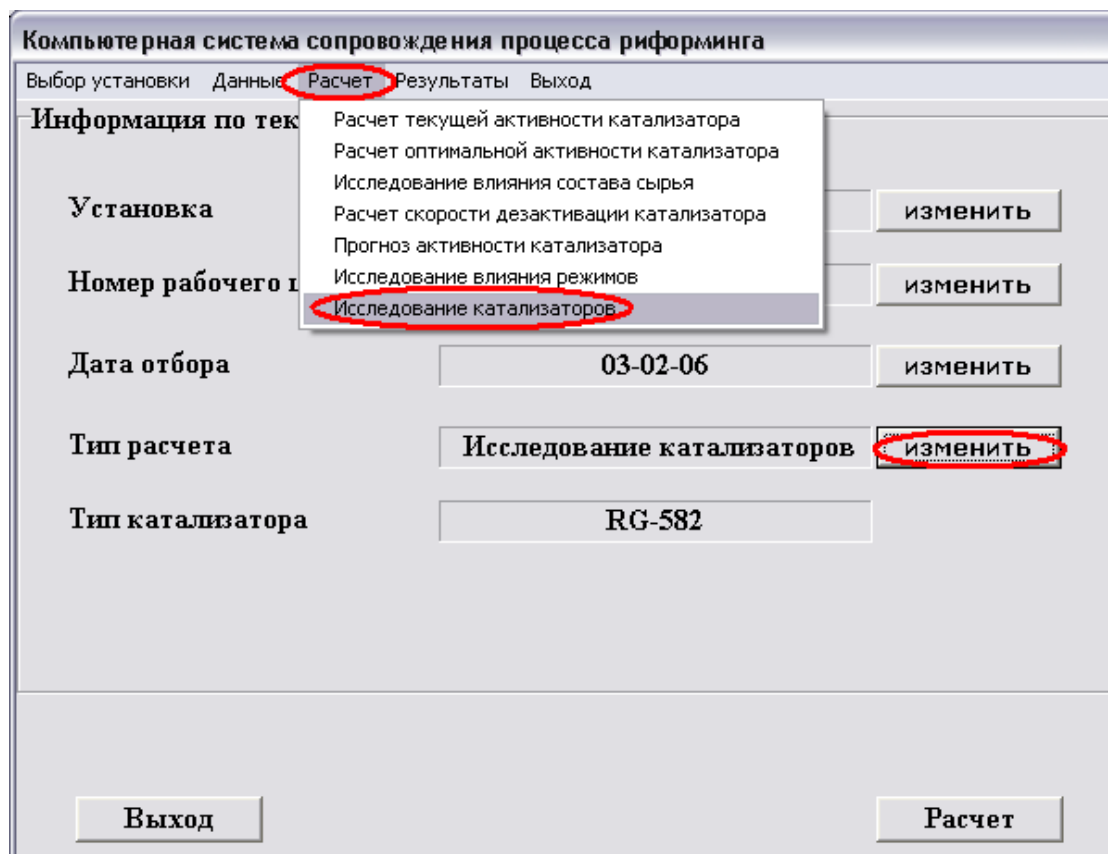 Компьютерная система сопровождения процесса риформинга
Выбор установки Данные Расчет Результаты Выход
Информация по тек
Расчет текущей активности катализатора
Расчет оптимальной активности катализатора
Исследование влияния состава сырья
Расчет скорости дезактивации катализатора
Прогноз активности катализатора
Исследование влияния режимов
Исследование катализаторов
Установка изменить
Номер рабочего изменить
Дата отбора 03-02-06 изменить
Тип расчета Исследование катализаторов изменить
Тип катализатора RG-582
Выход Расчет